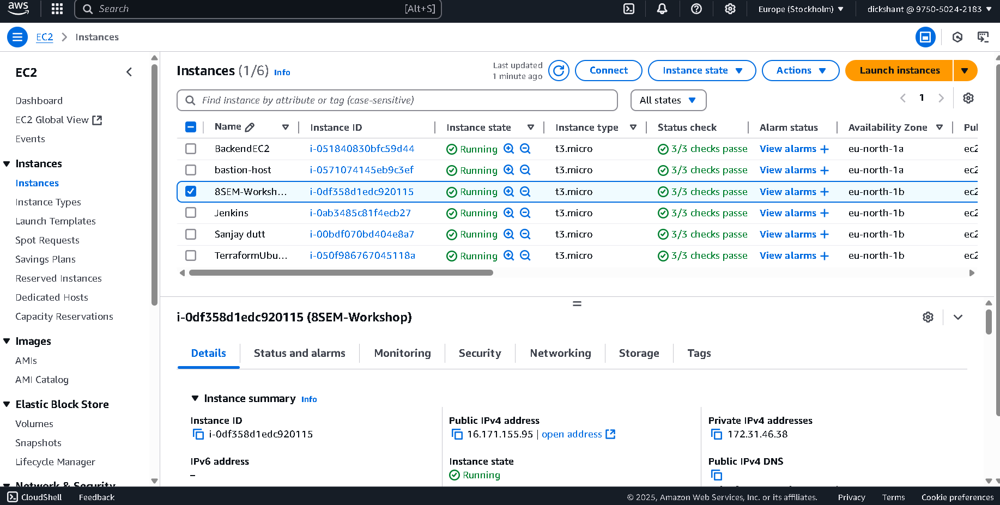 aws
Search [Alt+S] Europe (Stockholm) dickshant @ 9750-5024-2183
EC2 Instances
EC2
Dashboard
EC2 Global View
Events
Instances
Instances
Instance Types
Launch Templates
Spot Requests
Savings Plans
Reserved Instances
Dedicated Hosts
Capacity Reservations
Images
AMIs
AMI Catalog
Elastic Block Store
Volumes
Snapshots
Lifecycle Manager
Network & Security
Instances (1/6) Info
Last updated
1 minute ago
Connect Instance state Actions Launch instances
Find Instance by attribute or tag (case-sensitive) All states 1
Name Instance ID Instance state Instance type Status check Alarm status Availability Zone Pul
BackendEC2 i-051840830bfc59d44 Running t3.micro 3/3 checks passe View alarms + eu-north-1a ec2
bastion-host i-0571074145eb9c3ef Running t3.micro 3/3 checks passe View alarms + eu-north-1a ec2
8SEM-Worksh... i-0df358d1edc920115 Running t3.micro 3/3 checks passe View alarms + eu-north-1b ec2
Jenkins i-0ab3485c81f4ecb27 Running t3.micro 3/3 checks passe View alarms + eu-north-1b ec2
Sanjay dutt i-00bdf070bd404e8a7 Running t3.micro 3/3 checks passe View alarms + eu-north-1b ec2
TerraformUbu... i-050f986767045118a Running t3.micro 3/3 checks passe View alarms + eu-north-1b ec2
i-0df358d1edc920115 (8SEM-Workshop)
Details Status and alarms Monitoring Security Networking Storage Tags
Instance summary Info
Instance ID
i-0df358d1edc920115
Public IPv4 address
16.171.155.95 | open address
Private IPv4 addresses
172.31.46.38
IPv6 address
–
Instance state
Running
Public IPv4 DNS
CloudShell Feedback © 2025, Amazon Web Services, Inc. or its affiliates. Privacy Terms Cookie preferences